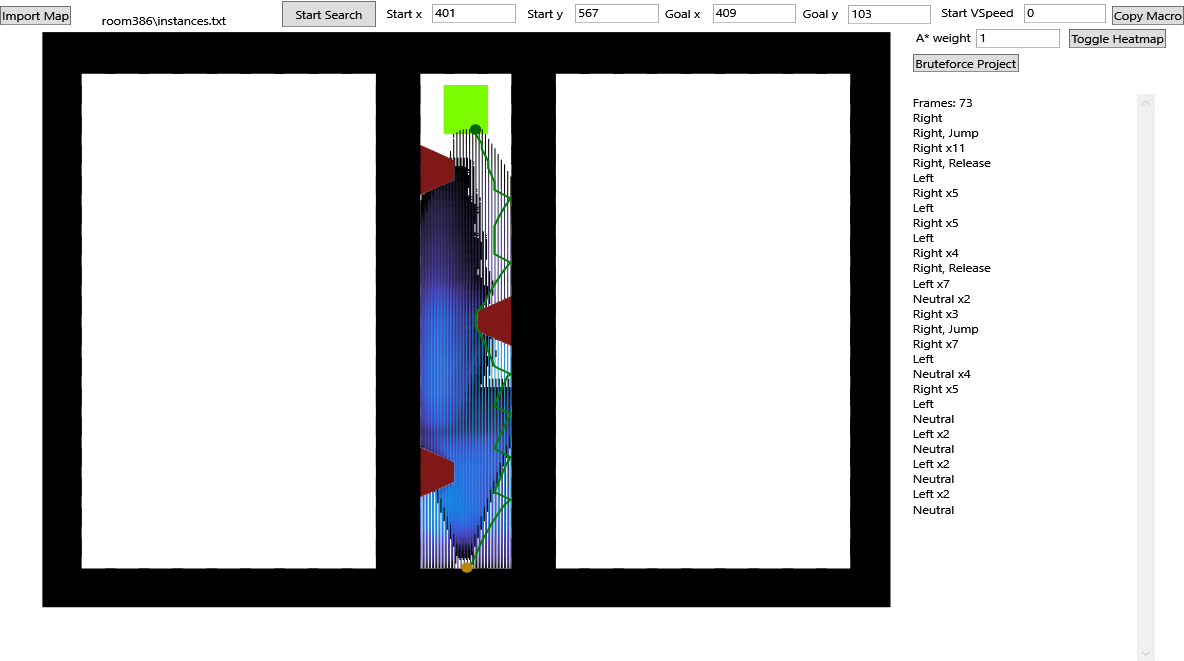 Import Map
room386\instances.txt
Start Search
Start x 401
Start y 567
Goal x 409
Goal y 103
Start VSpeed 0
Copy Macro
A* weight 1
Toggle Heatmap
Bruteforce Project
Frames: 73
Right
Right, Jump
Right x11
Right, Release
Left
Right x5
Left
Right x5
Left
Right x4
Right, Release
Left x7
Neutral x2
Right x3
Right, Jump
Right x7
Left
Neutral x4
Right x5
Left
Neutral
Left x2
Neutral
Left x2
Neutral
Left x2
Neutral